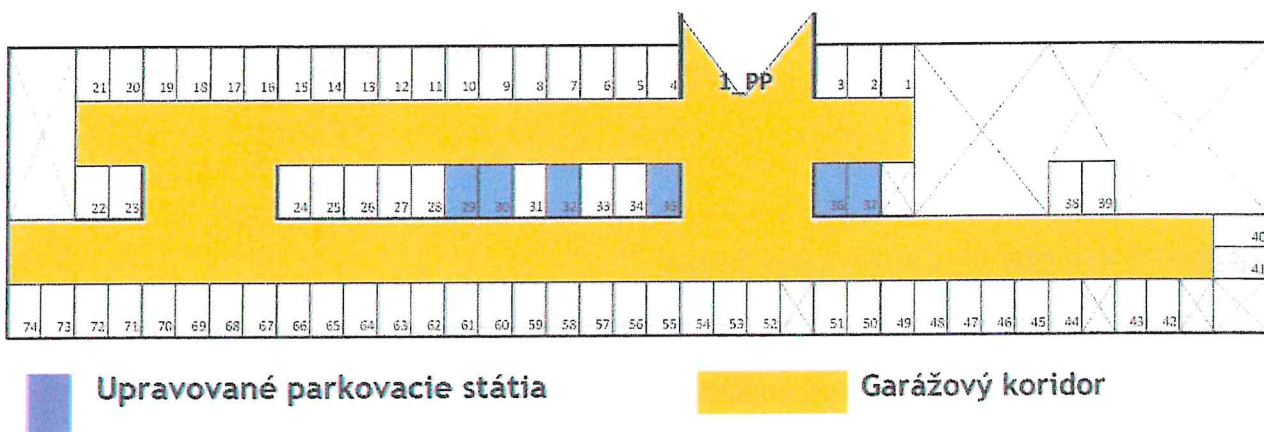 1_PP
21 20 19 18 17 16 15 14 13 12 11 10 9 8 7 6 5 4 3 2 1
22 23 24 25 26 27 28 29 30 31 32 33 34 35 36 37 38 39
40
41
74 73 72 71 70 69 68 67 66 65 64 63 62 61 60 59 58 57 56 55 54 53 52 51 50 49 48 47 46 45 44 43 42
Upravované parkovacie státia Garážový koridor